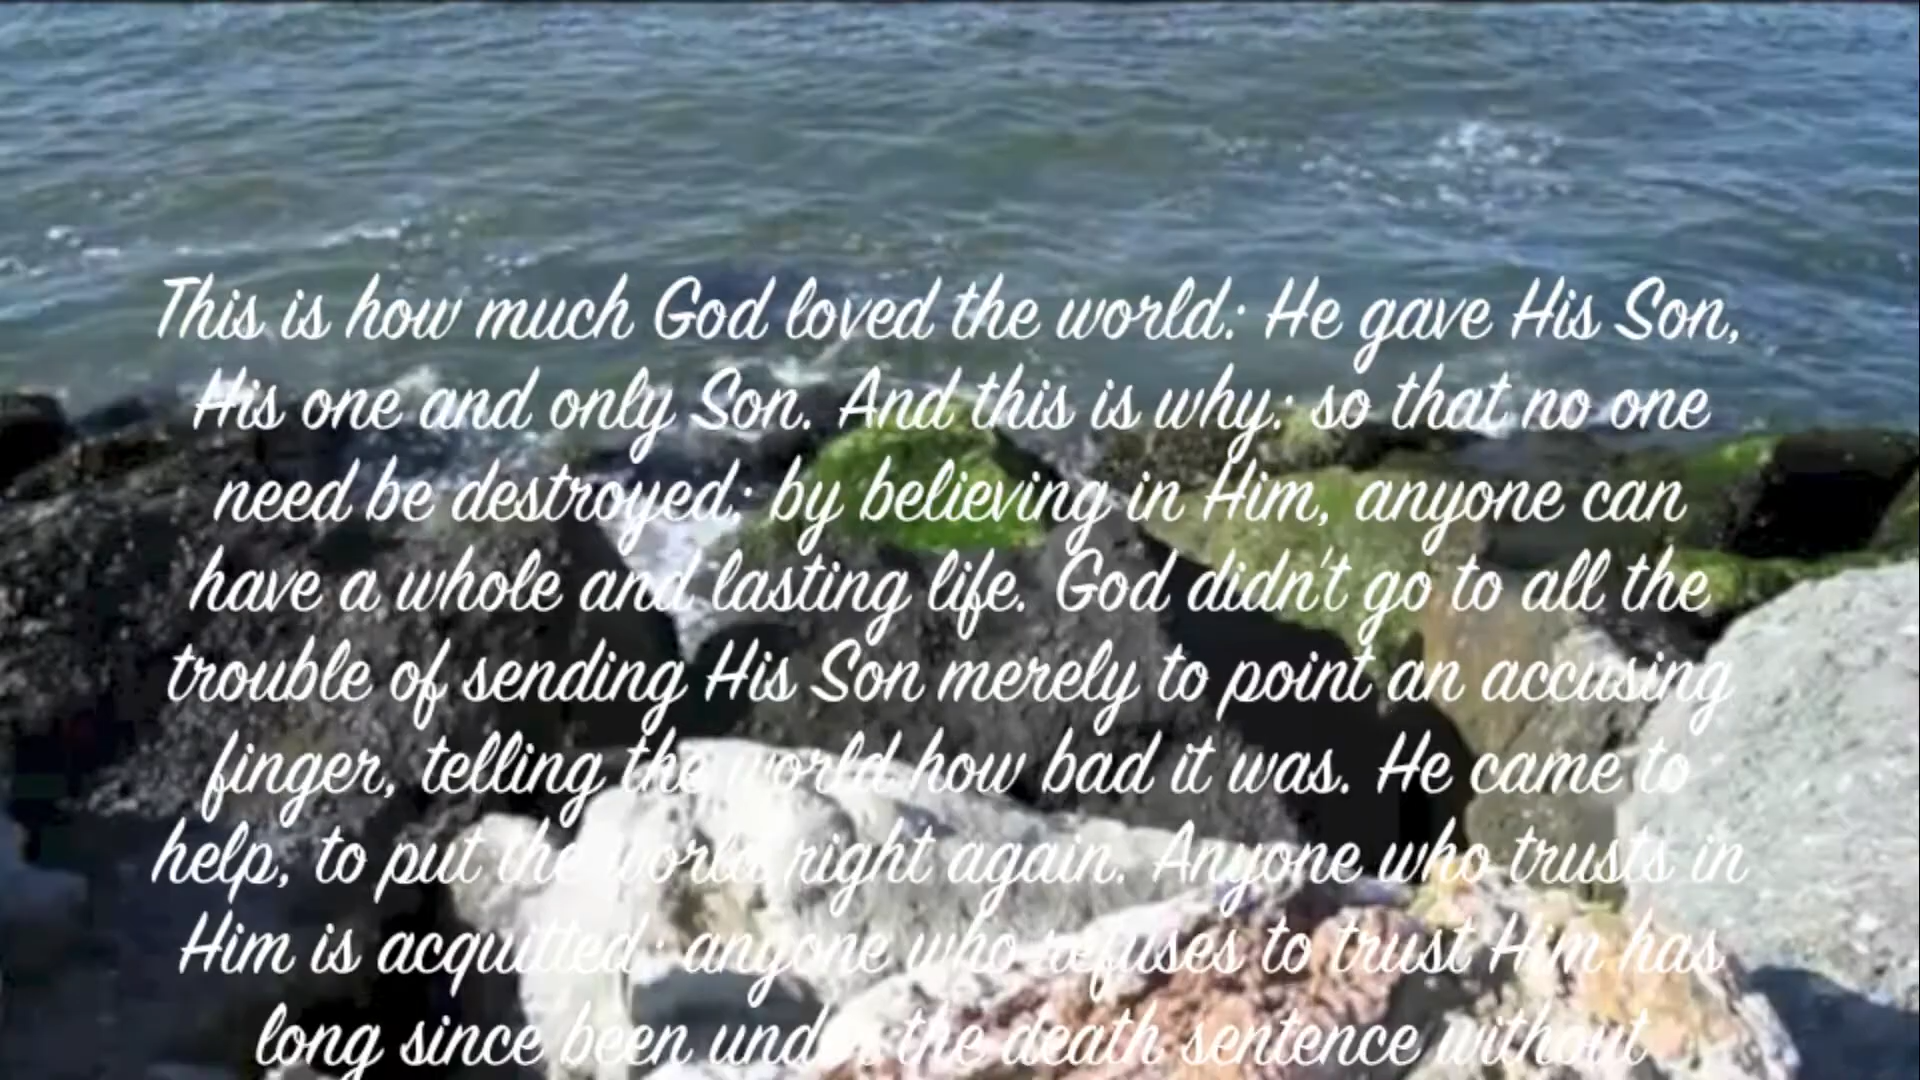 This is how much God loved the world: He gave His Son,
His one and only Son. And this is why: so that no one
need be destroyed; by believing in Him, anyone can
have a whole and lasting life. God didn't go to all the
trouble of sending His Son merely to point an accusing
finger, telling the world how bad it was. He came to
help, to put the world right again. Anyone who trusts in
Him is acquitted; anyone who refuses to trust Him has
long since been under the death sentence without